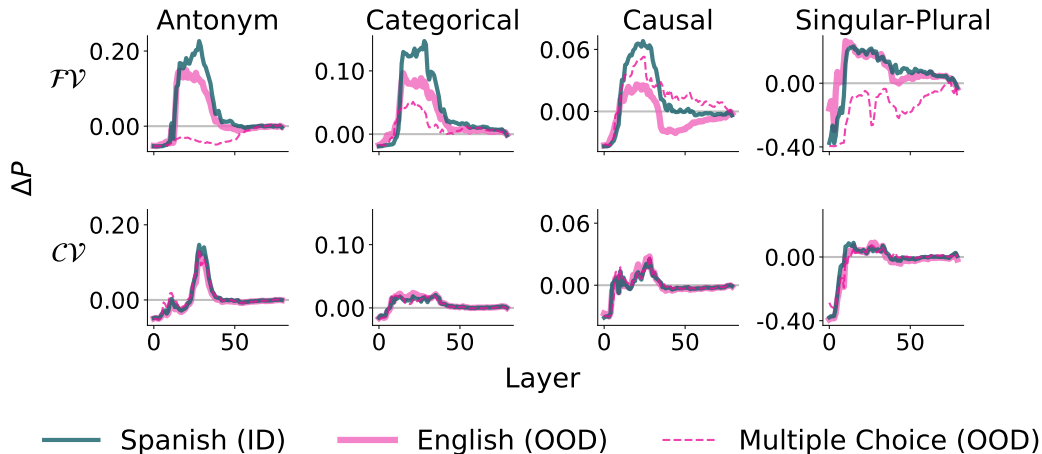 Antonym Categorical Causal Singular-Plural
ΔP
𝓕𝓥
0.20
0.00
0.10
0.00
0.06
0.00
0.00
-0.40
𝓒𝓥
0.20
0.00
0.10
0.00
0.06
0.00
0.00
-0.40
0 50 0 50 0 50 0 50
Layer
Spanish (ID) English (OOD) Multiple Choice (OOD)